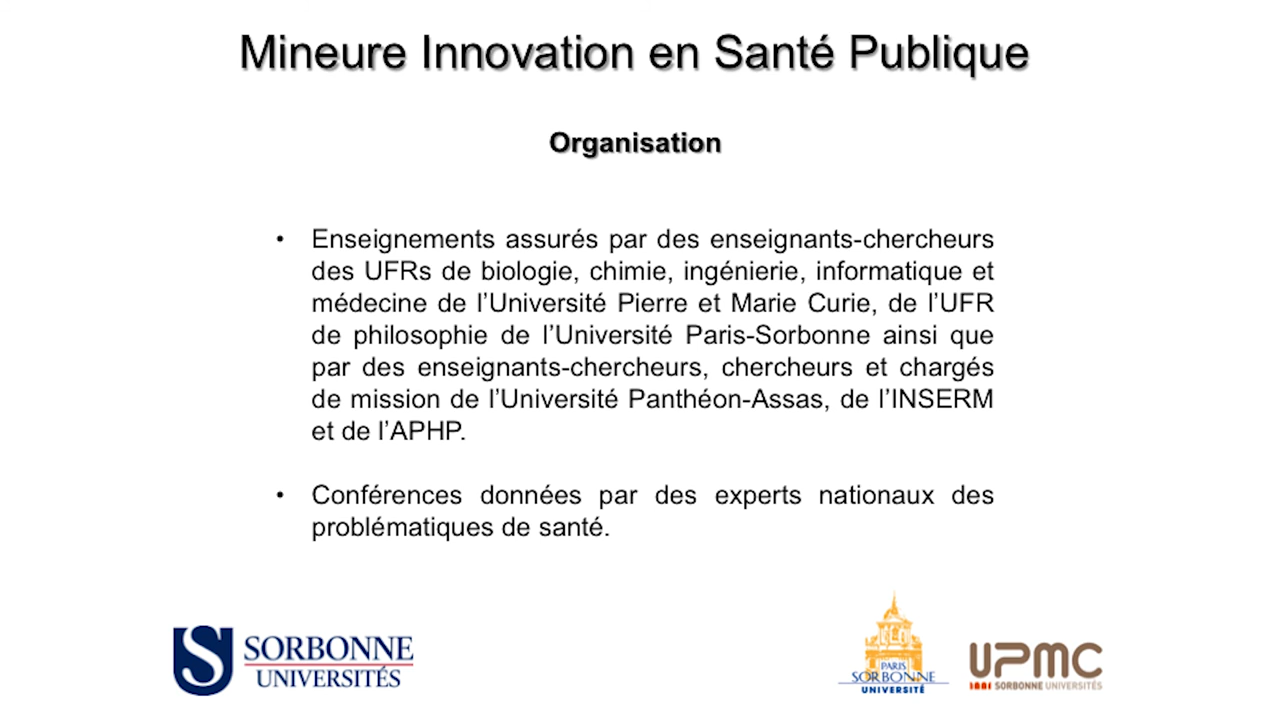 Mineure Innovation en Santé Publique
Organisation
• Enseignements assurés par des enseignants-chercheurs
des UFRs de biologie, chimie, ingénierie, informatique et
médecine de l’Université Pierre et Marie Curie, de l’UFR
de philosophie de l’Université Paris-Sorbonne ainsi que
par des enseignants-chercheurs, chercheurs et chargés
de mission de l’Université Panthéon-Assas, de l’INSERM
et de l’APHP.
• Conférences données par des experts nationaux des
problématiques de santé.
S SORBONNE
UNIVERSITÉS
PARIS
SORBONNE
UNIVERSITÉ
UPMC
SORBONNE UNIVERSITÉS